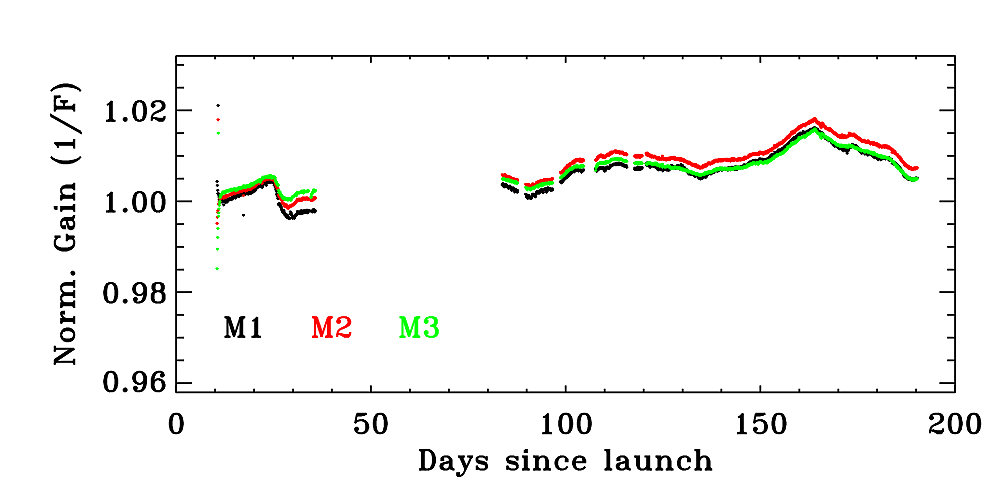 Norm. Gain (1/F)
1.02
1.00
0.98
0.96
M1 M2 M3
0 50 100 150 200
Days since launch